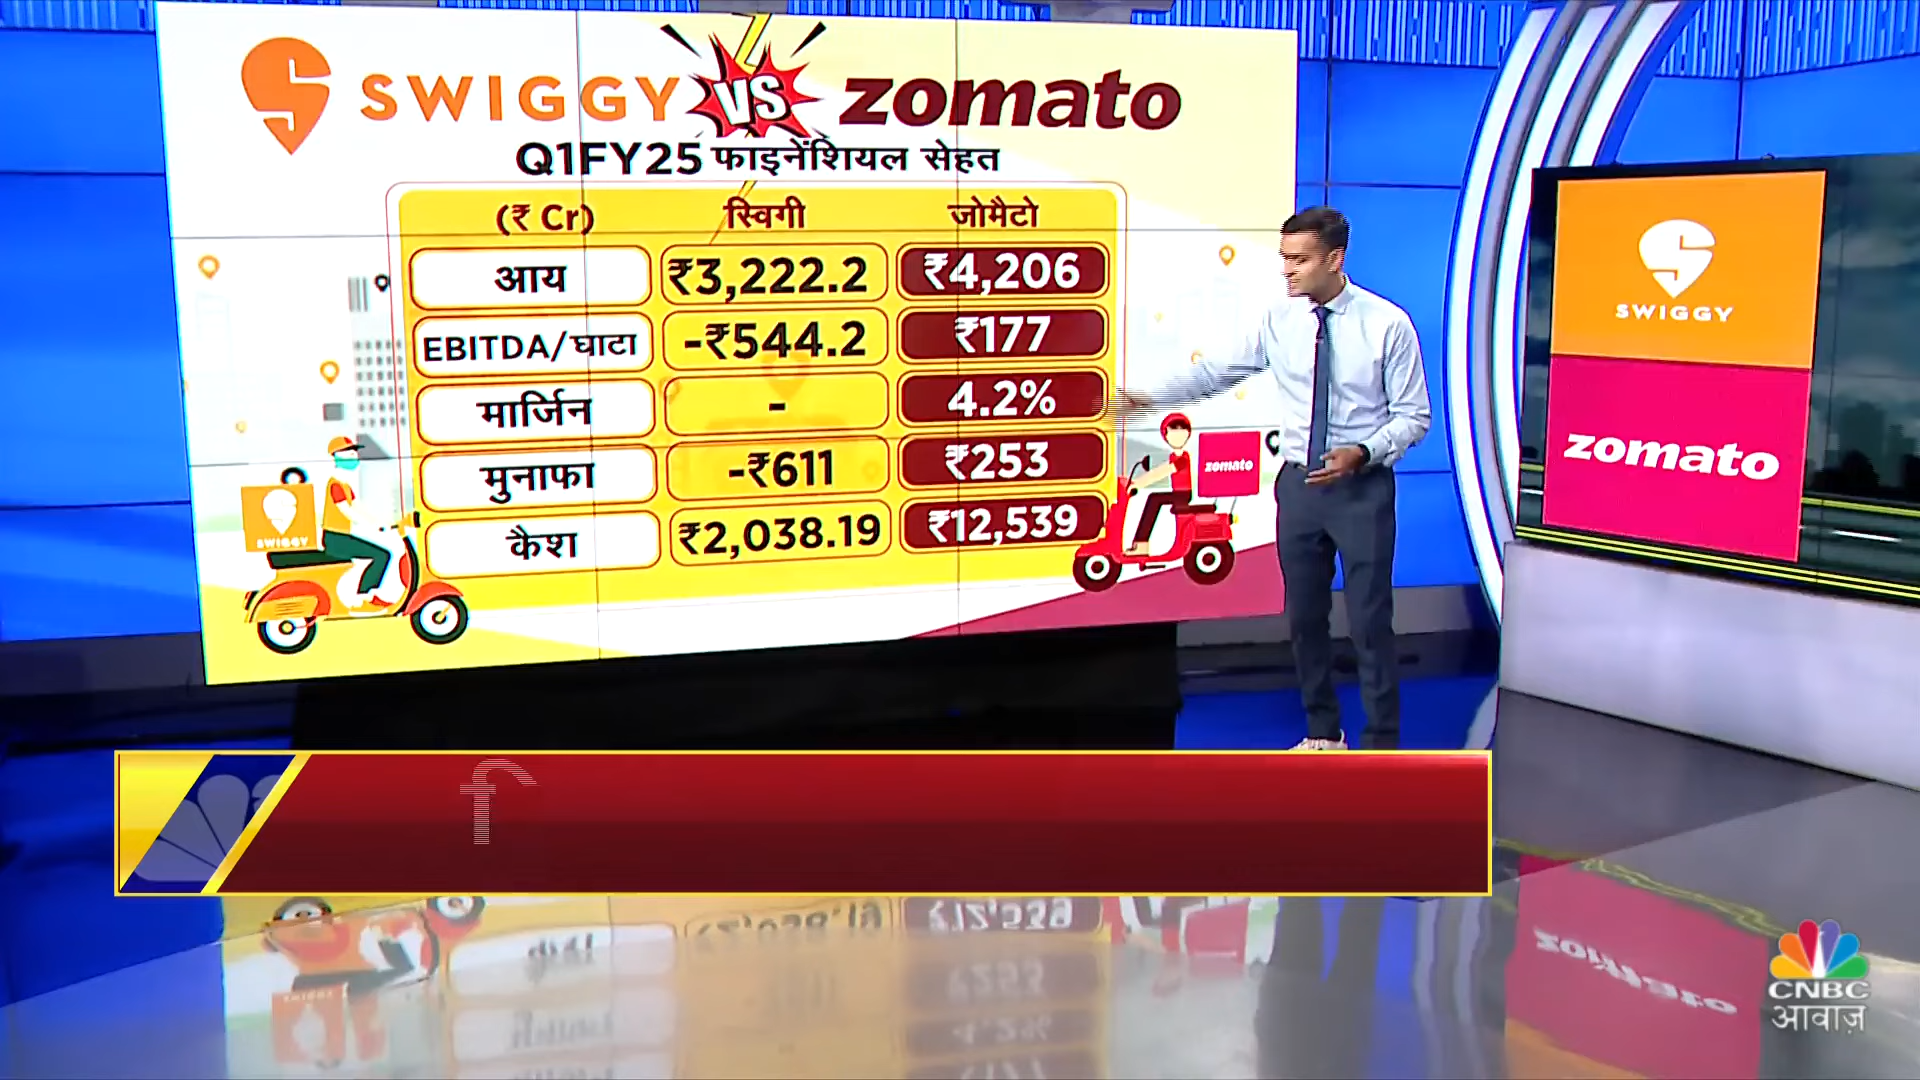 SWIGGY VS zomato
Q1FY25 फाइनेंशियल सेहत
(₹ Cr) स्विगी जोमैटो
आय ₹3,222.2 ₹4,206
EBITDA/घाटा -₹544.2 ₹177
मार्जिन - 4.2%
मुनाफा -₹611 ₹253
कैश ₹2,038.19 ₹12,539
SWIGGY
zomato
SWIGGY
zomato
CNBC
आवाज़